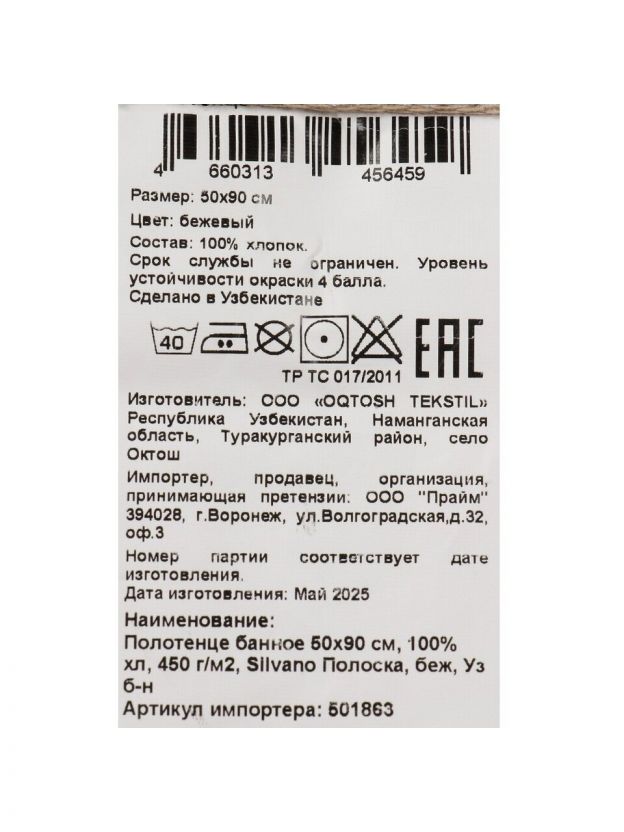 4 660313 456459
Размер: 50х90 см
Цвет: бежевый
Состав: 100% хлопок.
Срок службы не ограничен. Уровень
устойчивости окраски 4 балла.
Сделано в Узбекистане
40
EAC
ТР ТС 017/2011
Изготовитель: ООО «OQTOSH TEKSTIL»
Республика Узбекистан, Наманганская
область, Туракурганский район, село
Октош
Импортер, продавец, организация,
принимающая претензии: ООО "Прайм"
394028, г.Воронеж, ул.Волгоградская,д.32,
оф.3
Номер партии соответствует дате
изготовления.
Дата изготовления: Май 2025
Наименование:
Полотенце банное 50х90 см, 100%
хл, 450 г/м2, Silvano Полоска, беж, Уз
б-н
Артикул импортера: 501863